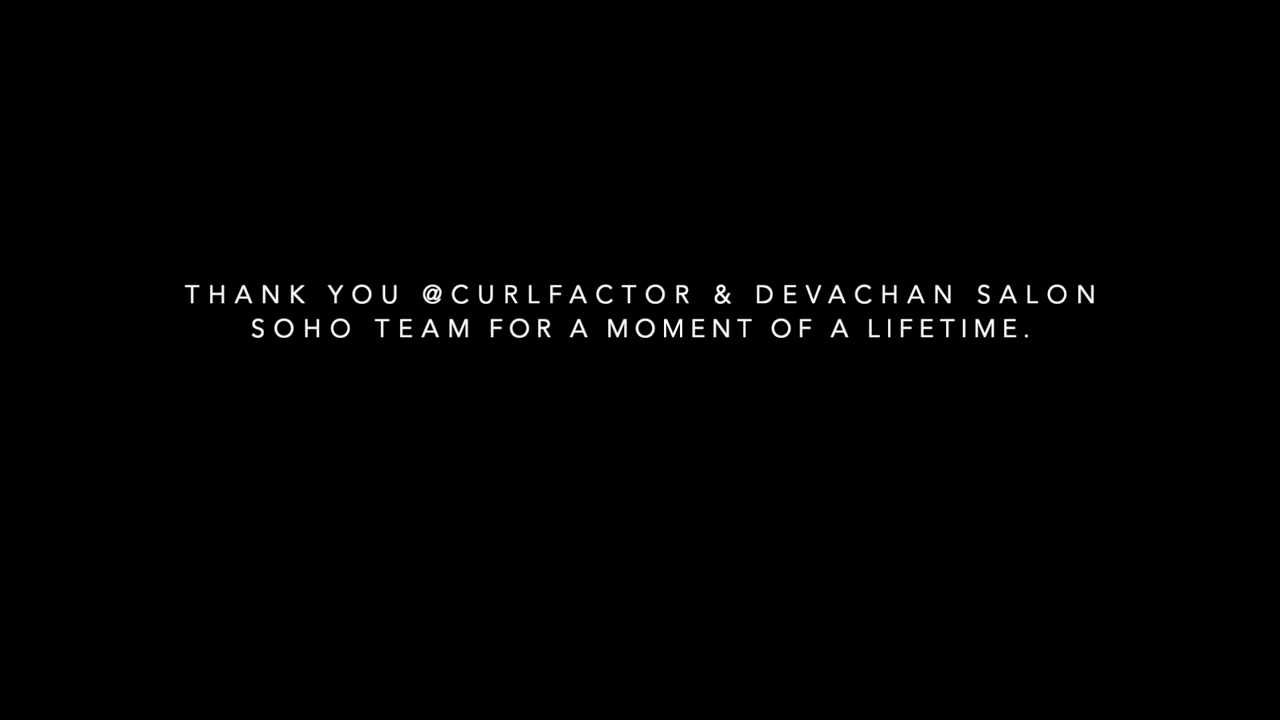 THANK YOU @CURLFACTOR & DEVACHAN SALON
SOHO TEAM FOR A MOMENT OF A LIFETIME.